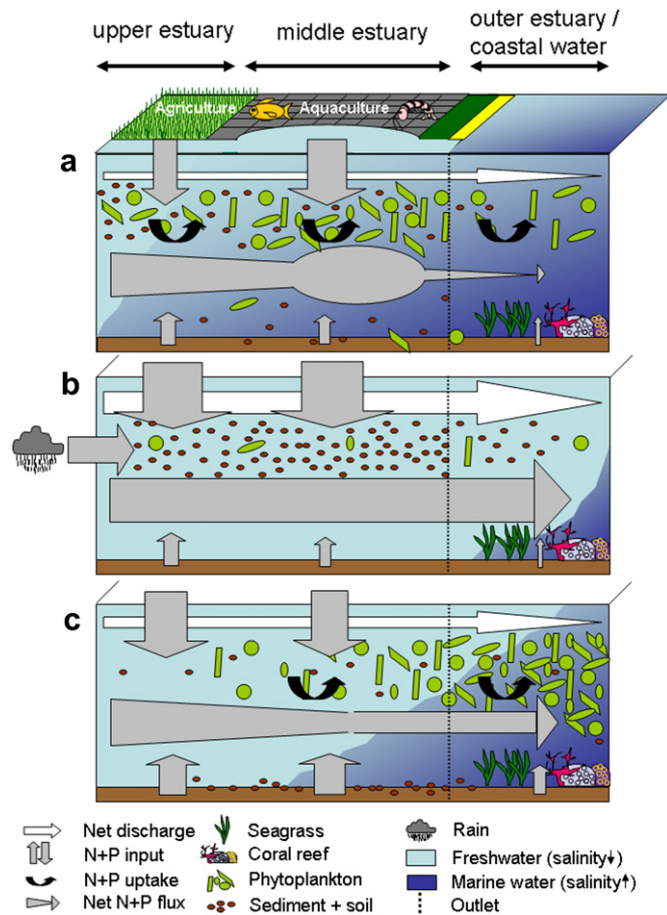 upper estuary
middle estuary
outer estuary /
coastal water
Agriculture
Aquaculture
a
b
c
Net discharge
N+P input
N+P uptake
Net N+P flux
Seagrass
Coral reef
Phytoplankton
Sediment + soil
Rain
Freshwater (salinity↓)
Marine water (salinity↑)
Outlet